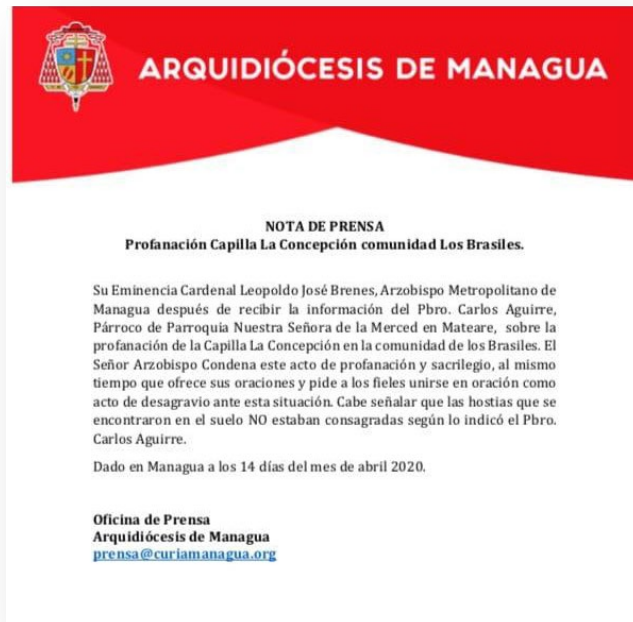 ARQUIDIÓCESIS DE MANAGUA
NOTA DE PRENSA
Profanación Capilla La Concepción comunidad Los Brasiles.
Su Eminencia Cardenal Leopoldo José Brenes, Arzobispo Metropolitano de
Managua después de recibir la información del Pbro. Carlos Aguirre,
Párroco de Parroquia Nuestra Señora de la Merced en Mateare, sobre la
profanación de la Capilla La Concepción en la comunidad de los Brasiles. El
Señor Arzobispo Condena este acto de profanación y sacrilegio, al mismo
tiempo que ofrece sus oraciones y pide a los fieles unirse en oración como
acto de desagravio ante esta situación. Cabe señalar que las hostias que se
encontraron en el suelo NO estaban consagradas según lo indicó el Pbro.
Carlos Aguirre.
Dado en Managua a los 14 días del mes de abril 2020.
Oficina de Prensa
Arquidiócesis de Managua
prensa@curiamanagua.org